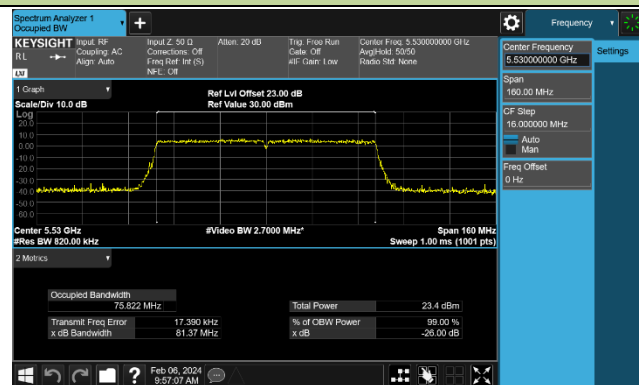 Spectrum Analyzer 1
Occupied BW
Frequency
KEYSIGHT
RL
LXI
Input: RF
Coupling: AC
Align: Auto
Input Z: 50 Ω
Corrections: Off
Freq Ref: Int (S)
NFE: Off
Atten: 20 dB
Trig: Free Run
Gate: Off
#IF Gain: Low
Center Freq: 5.530000000 GHz
Avg|Hold: 50/50
Radio Std: None
Center Frequency
5.530000000 GHz
Settings
Span
160.00 MHz
CF Step
16.000000 MHz
Auto
Man
Freq Offset
0 Hz
1 Graph
Scale/Div 10.0 dB
Ref Lvl Offset 23.00 dB
Ref Value 30.00 dBm
Log
20.0
10.0
0.00
-10.0
-20.0
-30.0
-40.0
-50.0
-60.0
Center 5.53 GHz
#Video BW 2.7000 MHz*
Span 160 MHz
#Res BW 820.00 kHz
Sweep 1.00 ms (1001 pts)
2 Metrics
Occupied Bandwidth
75.822 MHz
Total Power 23.4 dBm
Transmit Freq Error 17.390 kHz
% of OBW Power 99.00 %
x dB Bandwidth 81.37 MHz
x dB -26.00 dB
?
Feb 06, 2024
9:57:07 AM